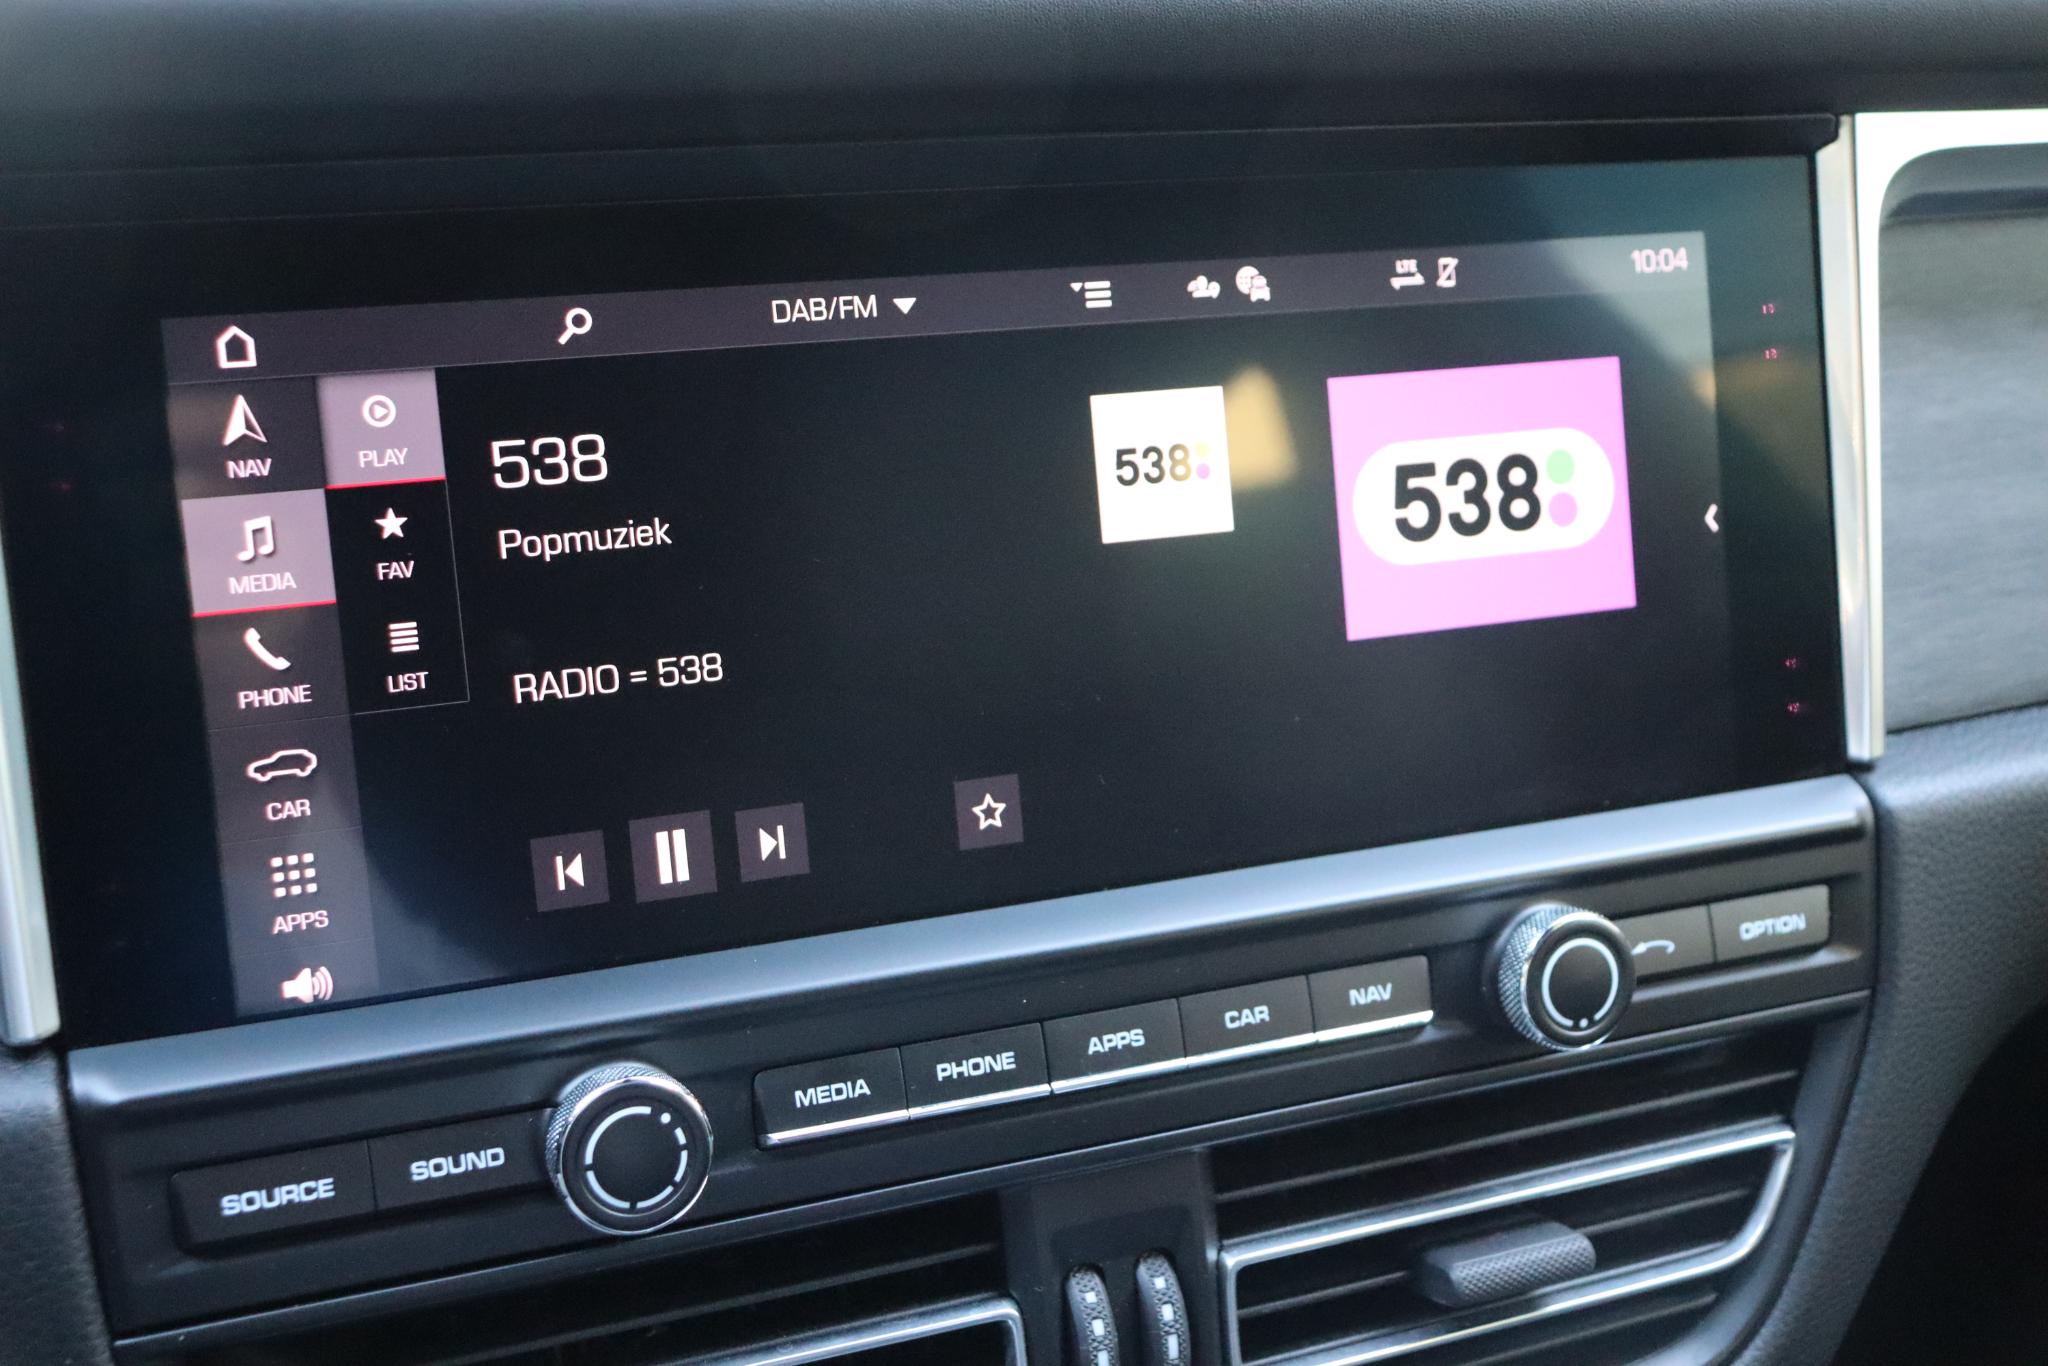 DAB/FM
LTE
10:04
NAV
PLAY
MEDIA
FAV
PHONE
LIST
CAR
APPS
538
Popmuziek
RADIO = 538
538
538
SOURCE
SOUND
MEDIA
PHONE
APPS
CAR
NAV
OPTION